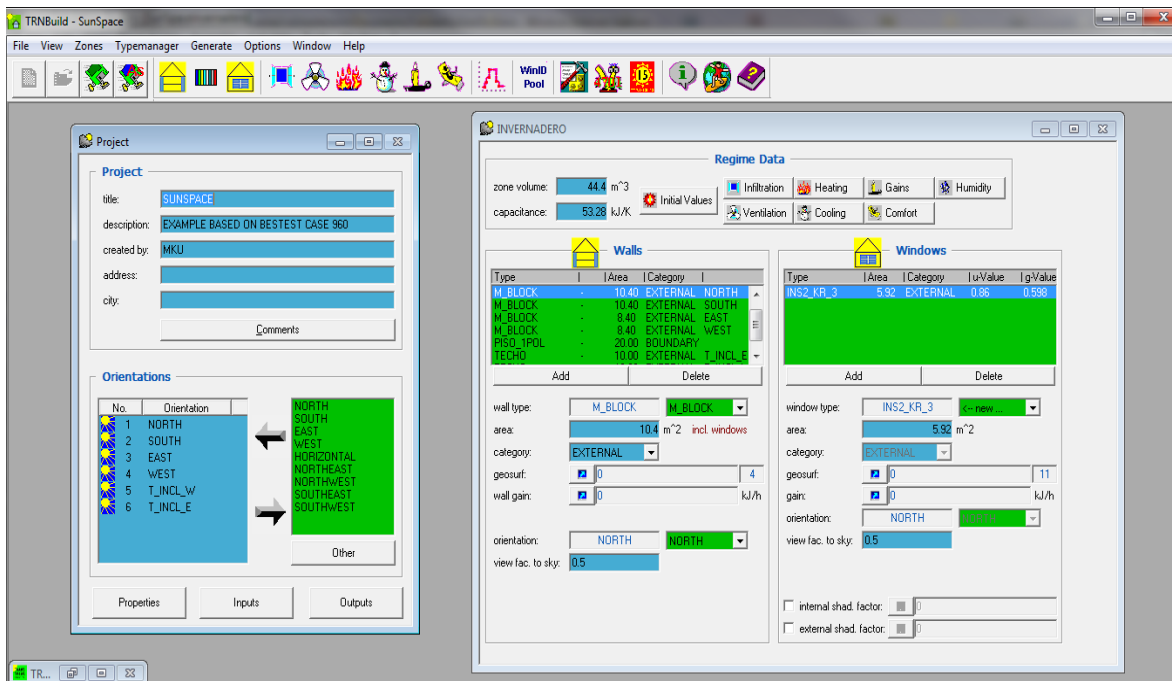 TRNBuild - SunSpace
File View Zones Typemanager Generate Options Window Help
WinID Pool
15
Project
Project
title: SUNSPACE
description: EXAMPLE BASED ON BESTEST CASE 960
created by: MKU
address:
city:
Comments
Orientations
No. Orientation
1 NORTH
2 SOUTH
3 EAST
4 WEST
5 T_INCL_W
6 T_INCL_E
NORTH
SOUTH
EAST
WEST
HORIZONTAL
NORTHEAST
NORTHWEST
SOUTHEAST
SOUTHWEST
Other
Properties Inputs Outputs
TR...
INVERNADERO
Regime Data
zone volume: 44.4 m^3
capacitance: 53.28 kJ/K
Initial Values
Infiltration Heating Gains Humidity
Ventilation Cooling Comfort
Walls
Type | |Area |Category |
M_BLOCK - 10.40 EXTERNAL NORTH
M_BLOCK - 10.40 EXTERNAL SOUTH
M_BLOCK - 8.40 EXTERNAL EAST
M_BLOCK - 8.40 EXTERNAL WEST
PISO_1POL - 20.00 BOUNDARY
TECHO - 10.00 EXTERNAL T_INCL_E
Add Delete
wall type: M_BLOCK M_BLOCK
area: 10.4 m^2 incl. windows
category: EXTERNAL
geosurf: 0 4
wall gain: 0 kJ/h
orientation: NORTH NORTH
view fac. to sky: 0.5
Windows
Type |Area |Category |u-Value |g-Value
INS2_KR_3 5.92 EXTERNAL 0.86 0.598
Add Delete
window type: INS2_KR_3 <-- new ...
area: 5.92 m^2
category: EXTERNAL
geosurf: 0 11
gain: 0 kJ/h
orientation: NORTH NORTH
view fac. to sky: 0.5
internal shad. factor: 0
external shad. factor: 0